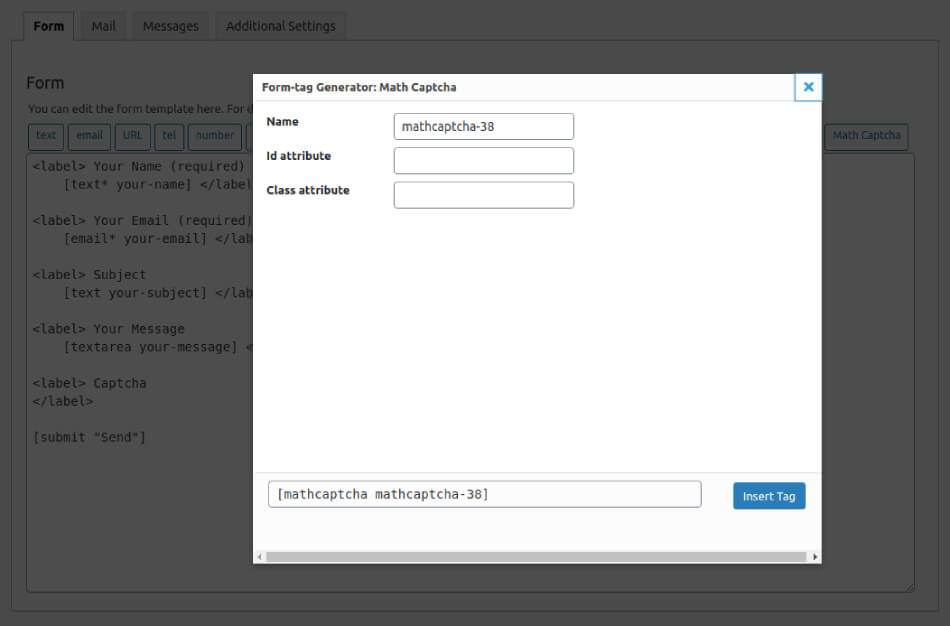 Form Mail Messages Additional Settings
Form
You can edit the form template here. For
text email URL tel number Math Captcha
<label> Your Name (required)
[text* your-name] </label
<label> Your Email (required)
[email* your-email] </lab
<label> Subject
[text your-subject] </lab
<label> Your Message
[textarea your-message] <
<label> Captcha
</label>
[submit "Send"]
Form-tag Generator: Math Captcha
Name
mathcaptcha-38
Id attribute
Class attribute
[mathcaptcha mathcaptcha-38]
Insert Tag